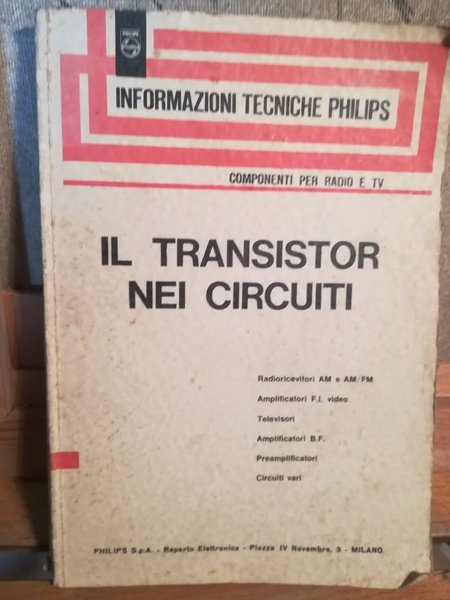 PHILIPS
INFORMAZIONI TECNICHE PHILIPS
COMPONENTI PER RADIO E TV
IL TRANSISTOR
NEI CIRCUITI
Radioricevitori AM e AM/FM
Amplificatori F.I. video
Televisori
Amplificatori B.F.
Preamplificatori
Circuiti vari
PHILIPS S.p.A. - Reparto Elettronica - Piazza IV Novembre, 3 - MILANO